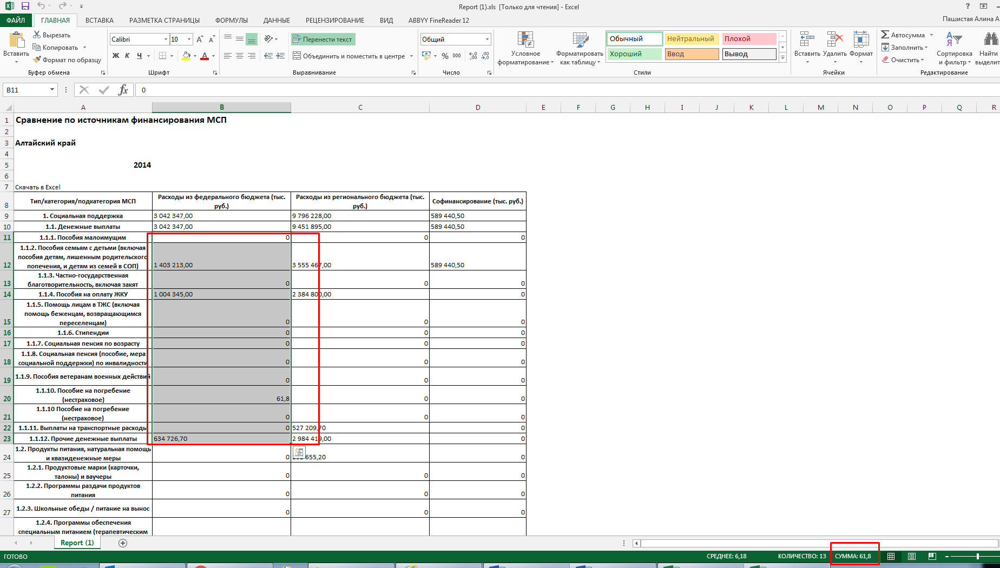 Report (1).xls [Только для чтения] - Excel
ФАЙЛ ГЛАВНАЯ ВСТАВКА РАЗМЕТКА СТРАНИЦЫ ФОРМУЛЫ ДАННЫЕ РЕЦЕНЗИРОВАНИЕ ВИД ABBYY FineReader 12 Пашистая Алина А
Вставить
Вырезать
Копировать
Формат по образцу
Буфер обмена
Calibri 10
Ж К Ч
Шрифт
Перенести текст
Объединить и поместить в центре
Выравнивание
Общий
% 000
Число
Условное форматирование
Форматировать как таблицу
Обычный Нейтральный Плохой
Хороший Ввод Вывод
Стили
Вставить Удалить Формат
Ячейки
Автосумма
Заполнить
Очистить
Сортировка и фильтр
Найти
Редактирование
B11 fx 0
A B C D E F G H I J K L M N O P Q R
1 Сравнение по источникам финансирования МСП
2
3 Алтайский край
4
5 2014
6
7 Скачать в Excel
8 Тип/категория/подкатегория МСП Расходы из федерального бюджета (тыс. руб.) Расходы из регионального бюджета (тыс. руб.) Софинансирование (тыс. руб.)
9 1. Социальная поддержка 3 042 347,00 9 796 228,00 589 440,50
10 1.1. Денежные выплаты 3 042 347,00 9 451 895,00 589 440,50
11 1.1.1. Пособия малоимущим 0 0 0
12 1.1.2. Пособия семьям с детьми (включая пособия детям, лишенным родительского попечения, и детям из семей в СОП) 1 403 213,00 3 555 467,00 589 440,50
13 1.1.3. Частно-государственная благотворительность, включая закят 0 0 0
14 1.1.4. Пособия на оплату ЖКУ 1 004 345,00 2 384 800,00 0
15 1.1.5. Помощь лицам в ТЖС (включая помощь беженцам, возвращающимся переселенцам) 0 0 0
16 1.1.6. Стипендии 0 0 0
17 1.1.7. Социальная пенсия по возрасту 0 0 0
18 1.1.8. Социальная пенсия (пособие, мера социальной поддержки) по инвалидности 0 0 0
19 1.1.9. Пособия ветеранам военных действий 0 0 0
20 1.1.10. Пособие на погребение (нестраховое) 61,8 0 0
21 1.1.10 Пособие на погребение (нестраховое) 0 0 0
22 1.1.11. Выплаты на транспортные расходы 0 527 209,70 0
23 1.1.12. Прочие денежные выплаты 634 726,70 2 984 419,00 0
24 1.2. Продукты питания, натуральная помощь и квазиденежные меры 0 655,20 0
25 1.2.1. Продуктовые марки (карточки, талоны) и ваучеры 0 0 0
26 1.2.2. Программы раздачи продуктов питания 0 0 0
27 1.2.3. Школьные обеды / питание на вынос 0 0 0
1.2.4. Программы обеспечения специальным питанием (терапевтическим
Report (1)
ГОТОВО СРЕДНЕЕ: 6,18 КОЛИЧЕСТВО: 13 СУММА: 61,8